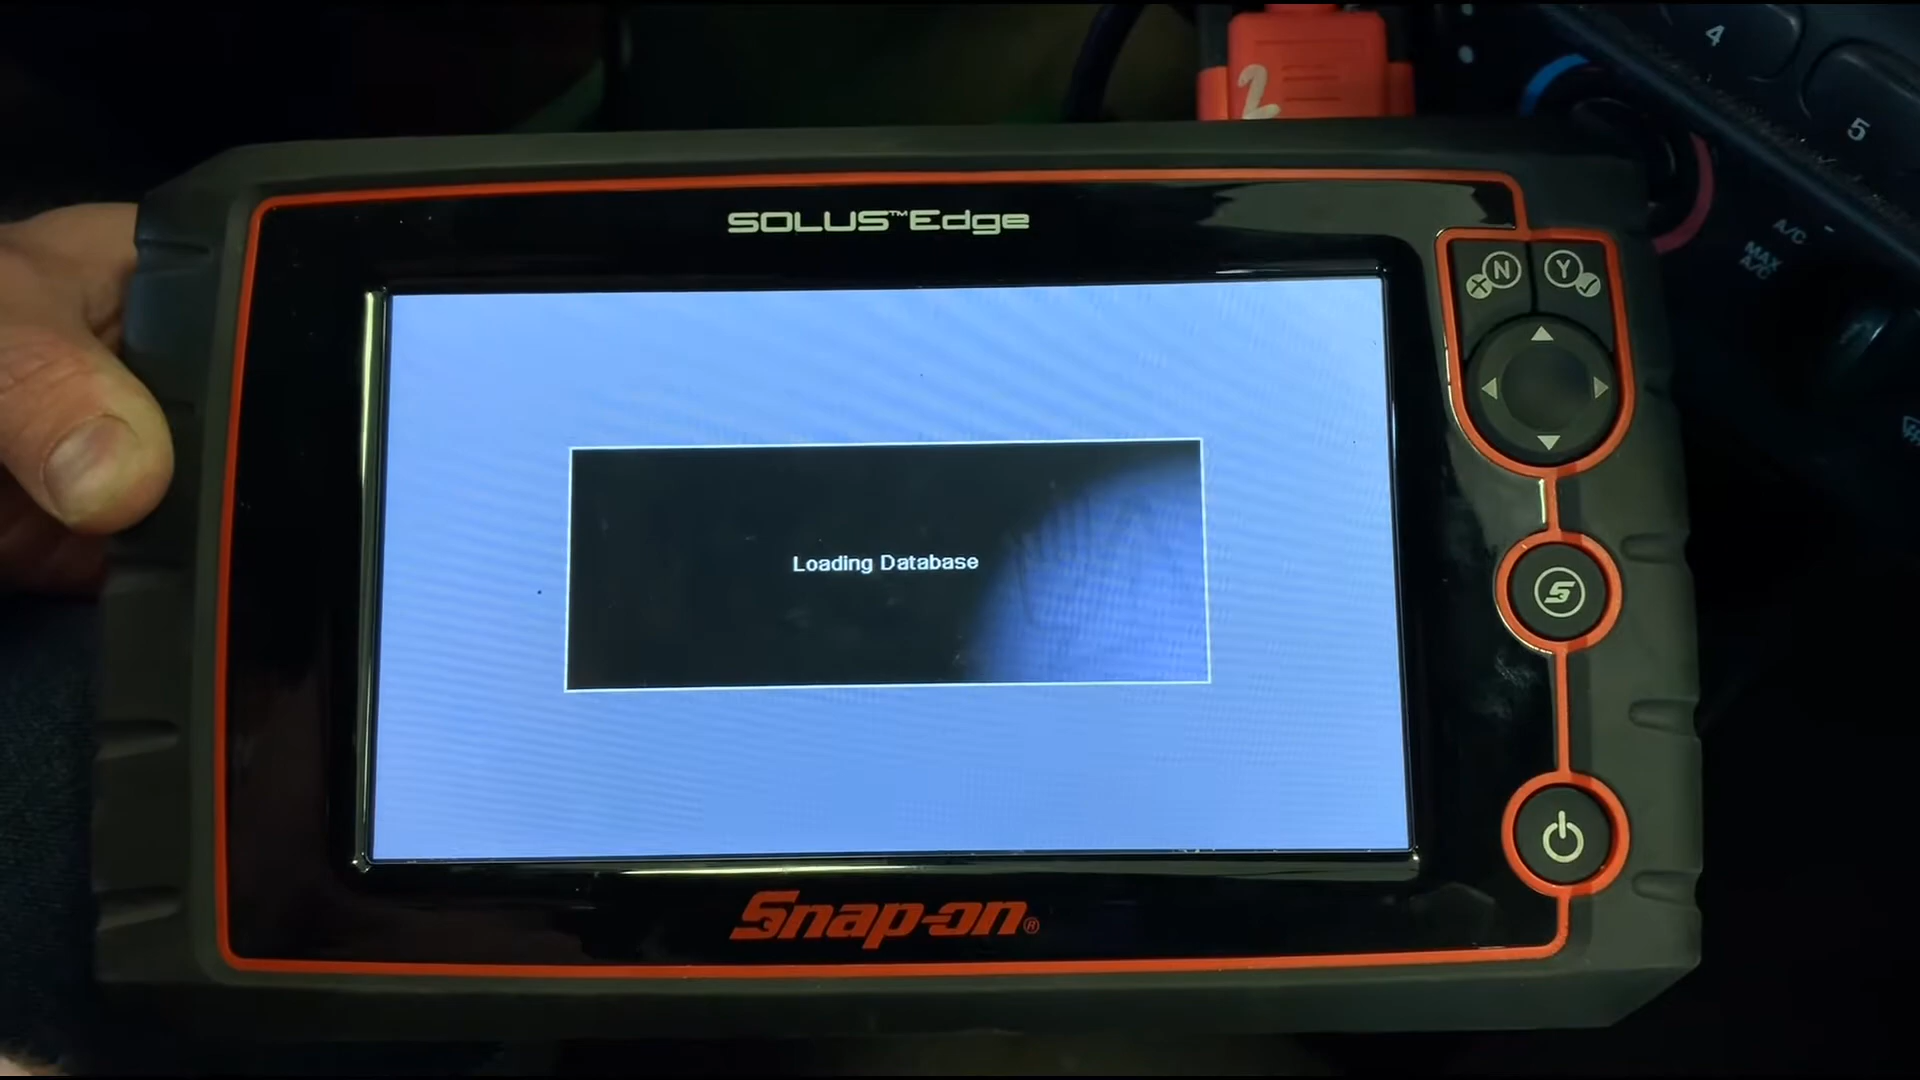 2
4
5
SOLUS™Edge
A/C
MAX
A/C
N
Y
Loading Database
S
Snap-on®